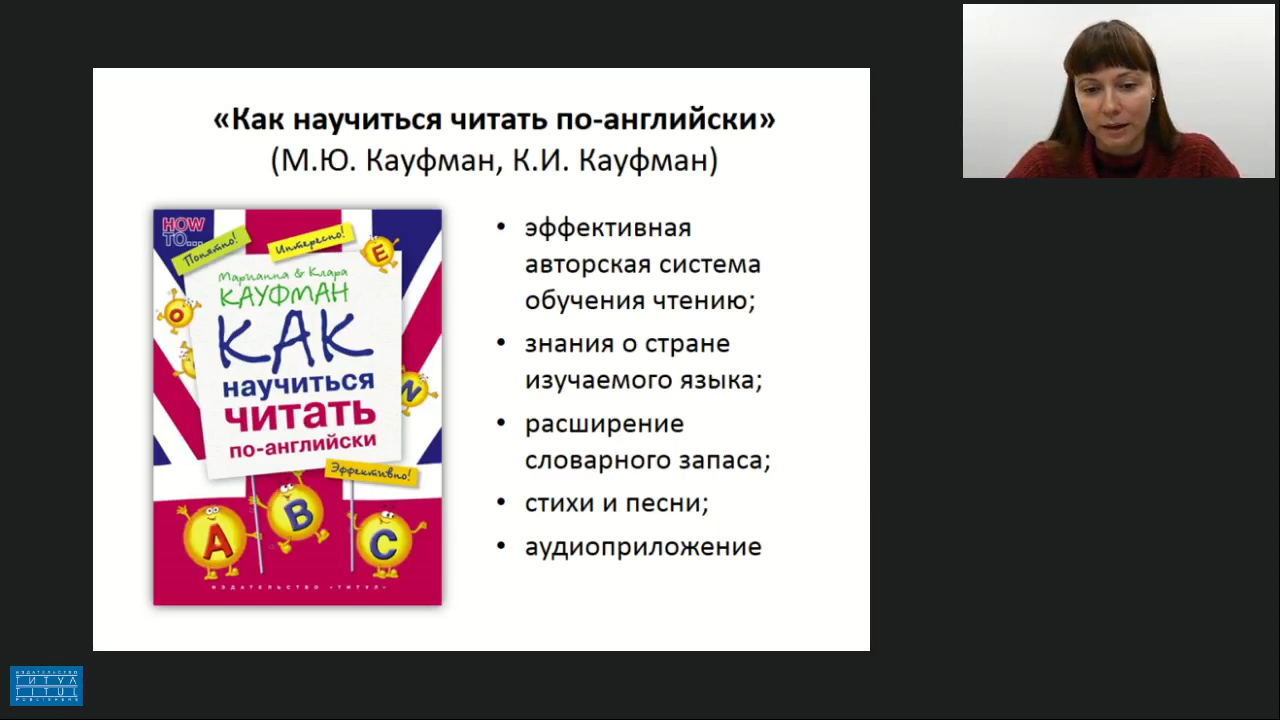 «Как научиться читать по-английски»
(М.Ю. Кауфман, К.И. Кауфман)
HOW
TO...
Понятно!
Интересно!
E
Марианна & Клара
КАУФМАН
О
КАК
научиться
читать
N
по-английски
Эффективно!
A
B
C
ИЗДАТЕЛЬСТВО «ТИТУЛ»
• эффективная
авторская система
обучения чтению;
• знания о стране
изучаемого языка;
• расширение
словарного запаса;
• стихи и песни;
• аудиоприложение
ИЗДАТЕЛЬСТВО
ТИТУЛ
TITUL
PUBLISHERS